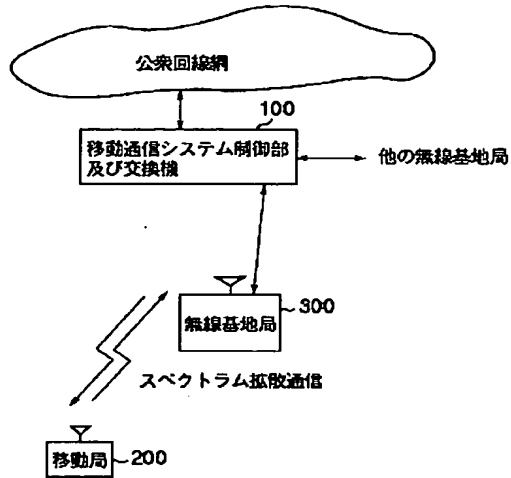 公衆回線網
100
移動通信システム制御部
及び交換機
他の無線基地局
無線基地局
300
スペクトラム拡散通信
移動局
200